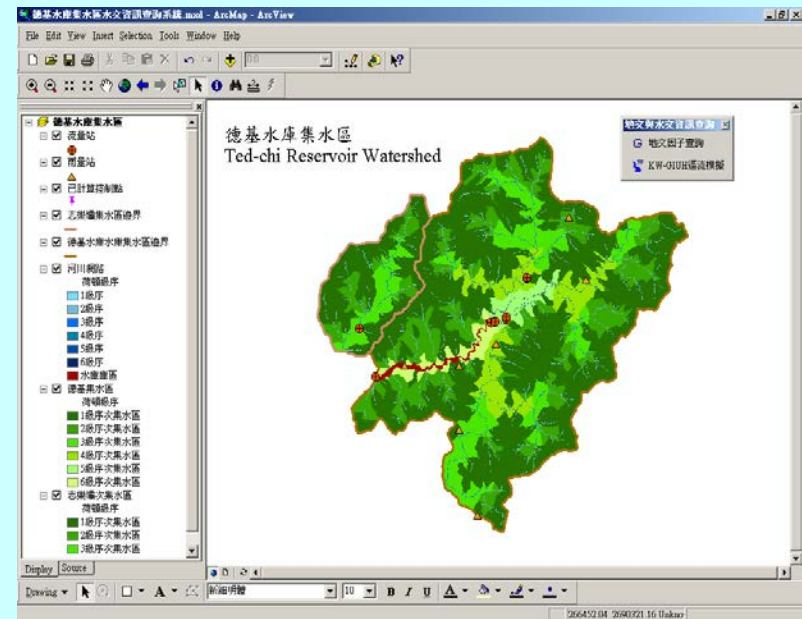 德基水庫集水區水文資訊查詢系統.mxd - ArcMap - ArcView
File Edit View Insert Selection Tools Window Help
德基水庫集水區
流量站
雨量站
已計算控制點
志樂壩集水區邊界
德基水庫水庫集水區邊界
河川網路
荷頓級序
1級序
2級序
3級序
4級序
5級序
6級序
水庫庫區
德基集水區
荷頓級序
1級序次集水區
2級序次集水區
3級序次集水區
4級序次集水區
5級序次集水區
6級序次集水區
志樂壩次集水區
荷頓級序
1級序次集水區
2級序次集水區
3級序次集水區
Display Source
德基水庫集水區
Ted-chi Reservoir Watershed
地文與水文資訊查詢
地文因子查詢
KW-GIUH逕流模擬
Drawing A 新細明體 10 B I U A
266452.04 2690321.16 Unkno